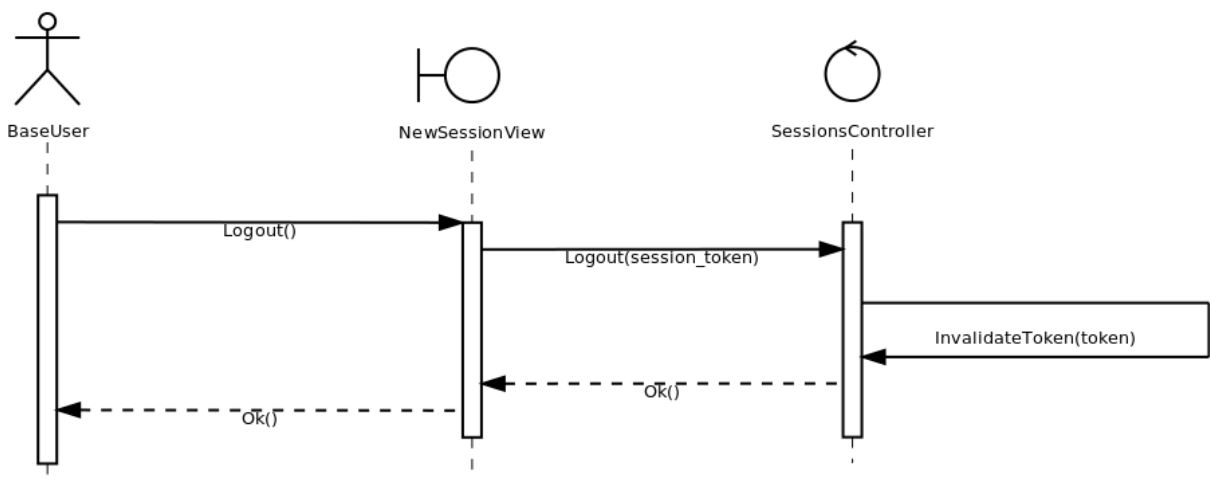 BaseUser
NewSessionView
SessionsController
Logout()
Logout(session_token)
InvalidateToken(token)
Ok()
Ok()